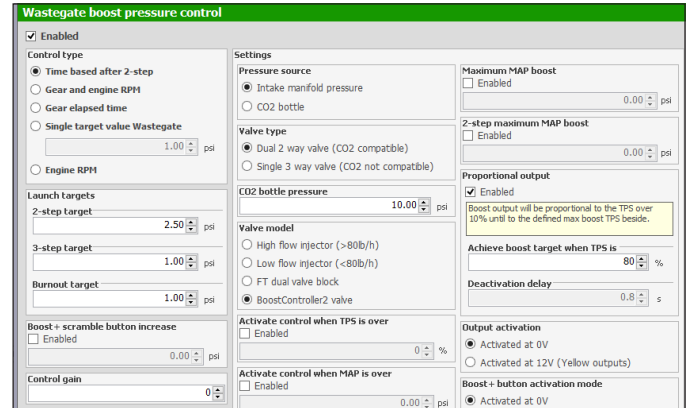 Wastegate boost pressure control
Enabled
Control type
Time based after 2-step
Gear and engine RPM
Gear elapsed time
Single target value Wastegate
1.00 psi
Engine RPM
Launch targets
2-step target
2.50 psi
3-step target
1.00 psi
Burnout target
1.00 psi
Boost+ scramble button increase
Enabled
0.00 psi
Control gain
0
Settings
Pressure source
Intake manifold pressure
CO2 bottle
Valve type
Dual 2 way valve (CO2 compatible)
Single 3 way valve (CO2 not compatible)
CO2 bottle pressure
10.00 psi
Valve model
High flow injector (>80lb/h)
Low flow injector (<80lb/h)
FT dual valve block
BoostController2 valve
Activate control when TPS is over
Enabled
0 %
Activate control when MAP is over
Enabled
0.00 psi
Maximum MAP boost
Enabled
0.00 psi
2-step maximum MAP boost
Enabled
0.00 psi
Proportional output
Enabled
Boost output will be proportional to the TPS over
10% until to the defined max boost TPS beside.
Achieve boost target when TPS is
80 %
Deactivation delay
0.8 s
Output activation
Activated at 0V
Activated at 12V (Yellow outputs)
Boost+ button activation mode
Activated at 0V